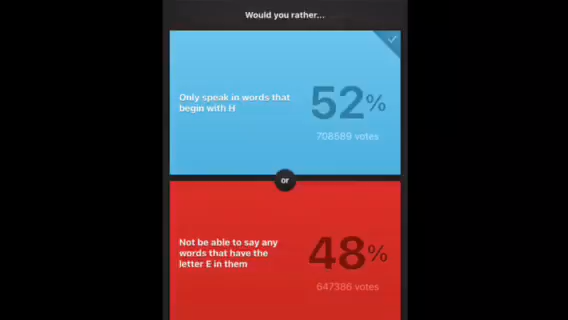 Would you rather...
Only speak in words that
begin with H
52%
708589 votes
or
Not be able to say any
words that have the
letter E in them
48%
647386 votes